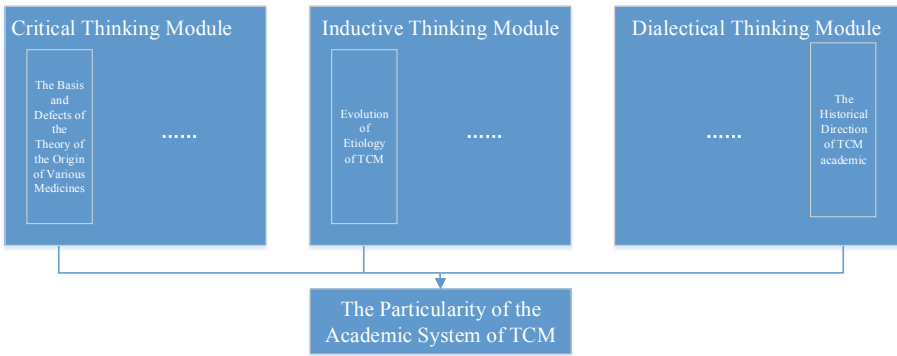 Critical Thinking Module
The Basis
and
Defects of
the
Theory of
the Origin
of Various
Medicines
......
Inductive Thinking Module
Evolution
of
Etiology
of TCM
......
Dialectical Thinking Module
......
The
Historical
Direction
of TCM
academic
The Particularity of the
Academic System of TCM